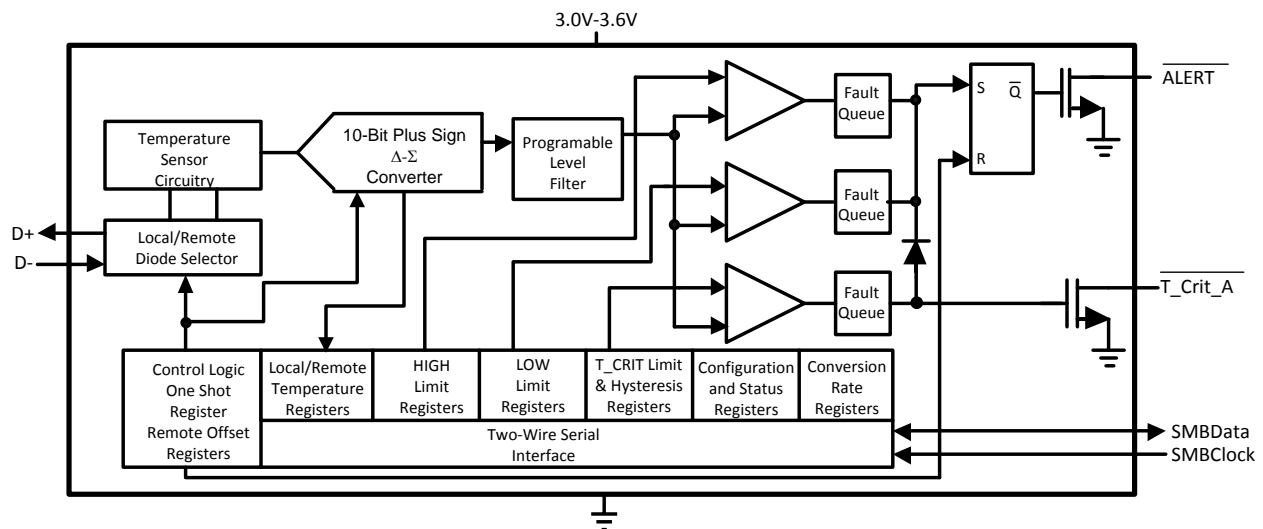 3.0V-3.6V
Temperature
Sensor
Circuitry
10-Bit Plus Sign
Δ-Σ
Converter
Programable
Level
Filter
Fault
Queue
S
Q
R
ALERT
Local/Remote
Diode Selector
D+
D-
Fault
Queue
Fault
Queue
T_Crit_A
Control Logic
One Shot
Register
Remote Offset
Registers
Local/Remote
Temperature
Registers
HIGH
Limit
Registers
LOW
Limit
Registers
T_CRIT Limit
& Hysteresis
Registers
Configuration
and Status
Registers
Conversion
Rate
Registers
Two-Wire Serial
Interface
SMBData
SMBClock